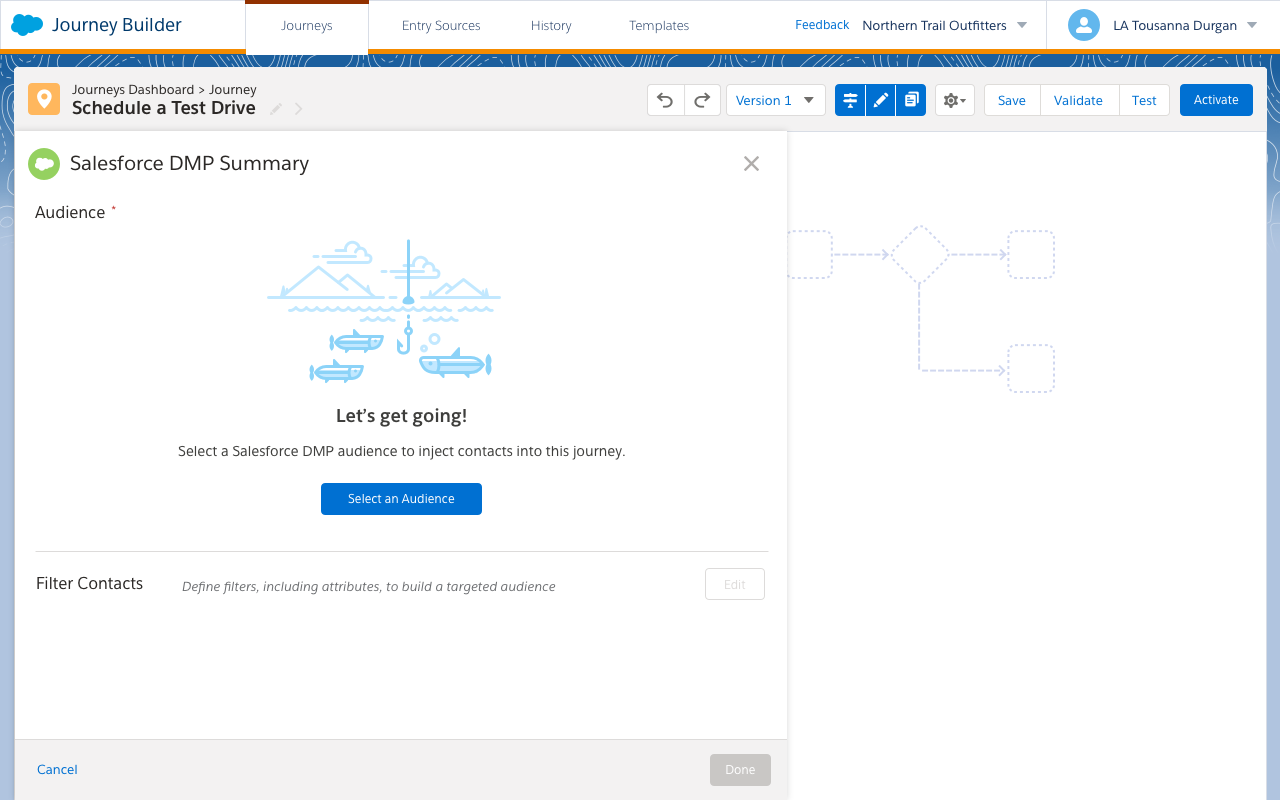 Journey Builder
Journeys
Entry Sources
History
Templates
Feedback
Northern Trail Outfitters
LA Tousanna Durgan
Journeys Dashboard > Journey
Schedule a Test Drive
Version 1
Save
Validate
Test
Activate
Salesforce DMP Summary
Audience *
Let's get going!
Select a Salesforce DMP audience to inject contacts into this journey.
Select an Audience
Filter Contacts
Define filters, including attributes, to build a targeted audience
Edit
Cancel
Done